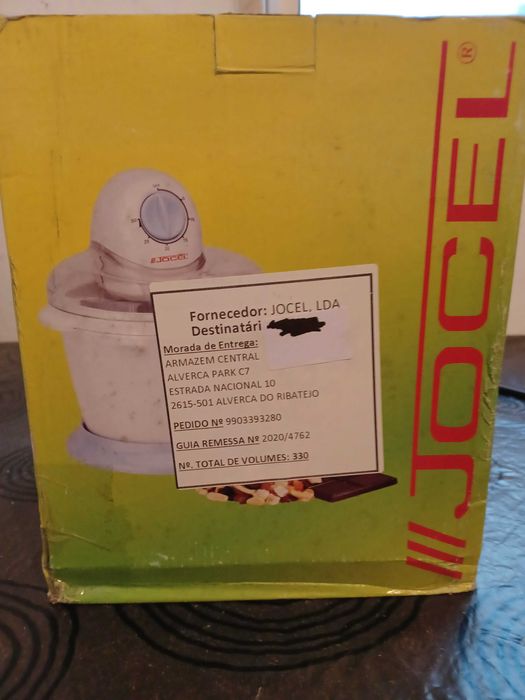 JOCEL®
JOCEL
Fornecedor: JOCEL, LDA
Destinatári
Morada de Entrega:
ARMAZEM CENTRAL
ALVERCA PARK C7
ESTRADA NACIONAL 10
2615-501 ALVERCA DO RIBATEJO
PEDIDO Nº 9903393280
GUIA REMESSA Nº 2020/4762
Nº. TOTAL DE VOLUMES: 330